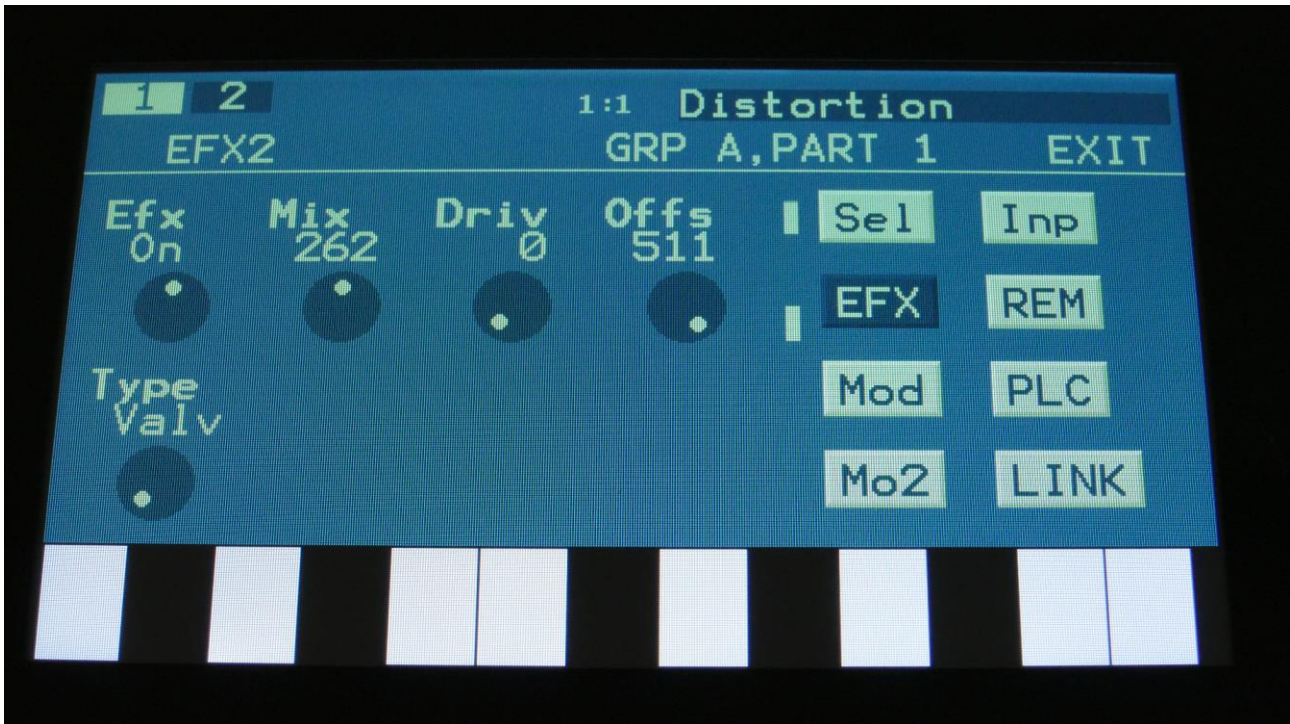 1 2 1:1 Distortion
EFX2 GRP A,PART 1 EXIT
Efx Mix Driv Offs Sel Inp
On 262 0 511
EFX REM
Type Mod PLC
Valv
Mo2 LINK